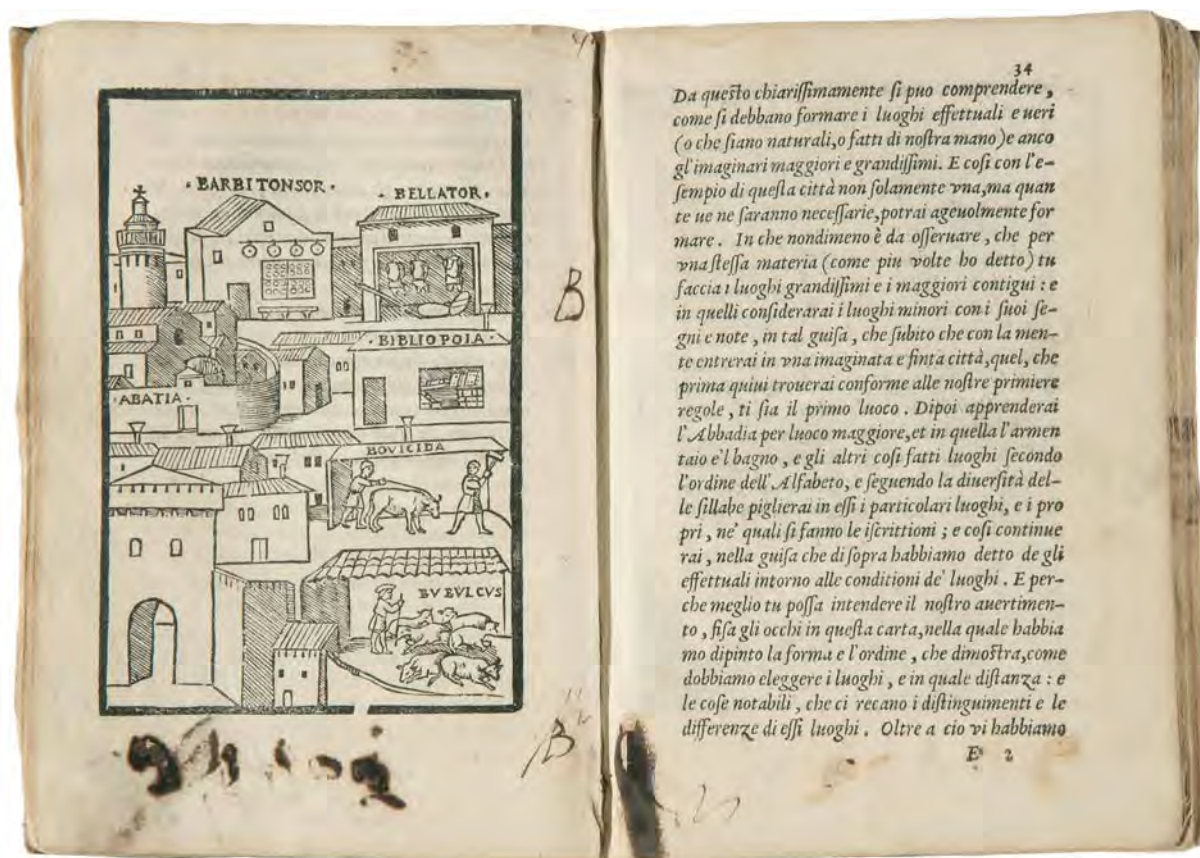 · BARBITONSOR ·
· BELLATOR ·
· BIBLIOPOLA ·
· ABATIA ·
BOVICIDA
BVBVLCVS
B
B
34
Da questo chiarissimamente si puo comprendere,
come si debbano formare i luoghi effettuali e ueri
(o che siano naturali, o fatti di nostra mano) e anco
gl'imaginari maggiori e grandissimi. E cosi con l'e-
sempio di questa città non solamente vna, ma quan
te ue ne saranno necessarie, potrai ageuolmente for
mare. In che nondimeno è da osseruare, che per
vna stessa materia (come piu volte ho detto) tu
faccia i luoghi grandissimi e i maggiori contigui: e
in quelli considerarai i luoghi minori con i suoi se-
gni e note, in tal guisa, che subito che con la men-
te entrerai in vna imaginata e finta città, quel, che
prima quiui trouerai conforme alle nostre primiere
regole, ti sia il primo luoco. Dipoi apprenderai
l'Abbadia per luoco maggiore, et in quella l'armen
taio e'l bagno, e gli altri cosi fatti luoghi secondo
l'ordine dell'Alfabeto, e seguendo la diuersità del-
le sillabe piglierai in essi i particolari luoghi, e i pro
pri, ne' quali si fanno le iscrittioni; e cosi continue
rai, nella guisa che di sopra habbiamo detto de gli
effettuali intorno alle conditioni de' luoghi. E per-
che meglio tu possa intendere il nostro auertimen-
to, fisa gli occhi in questa carta, nella quale habbia
mo dipinto la forma e l'ordine, che dimostra, come
dobbiamo eleggere i luoghi, e in quale distanza: e
le cose notabili, che ci recano i distinguimenti e le
differenze di essi luoghi. Oltre a cio vi habbiamo
E 2